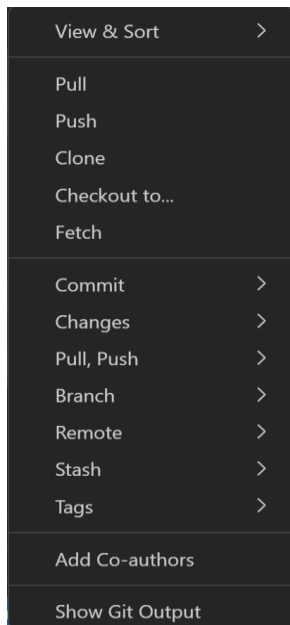 View & Sort
Pull
Push
Clone
Checkout to...
Fetch
Commit
Changes
Pull, Push
Branch
Remote
Stash
Tags
Add Co-authors
Show Git Output